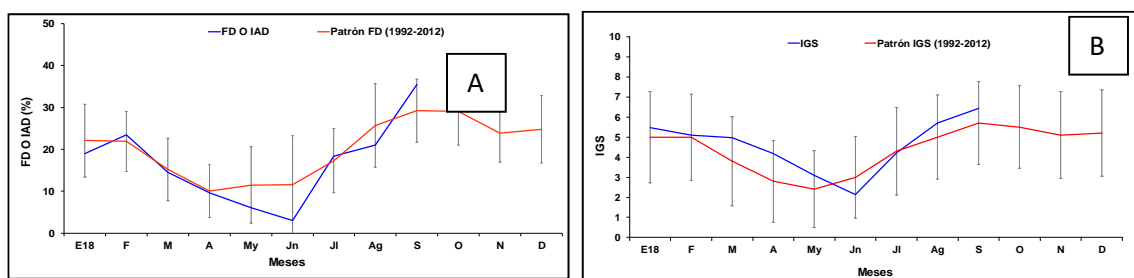 FD O IAD Patrón FD (1992-2012)
A
FD O IAD (%)
50
40
30
20
10
0
E18 F M A My Jn Jl Ag S O N D
Meses
IGS Patrón IGS (1992-2012)
B
IGS
10
9
8
7
6
5
4
3
2
1
0
E18 F M A My Jn Jl Ag S O N D
Meses